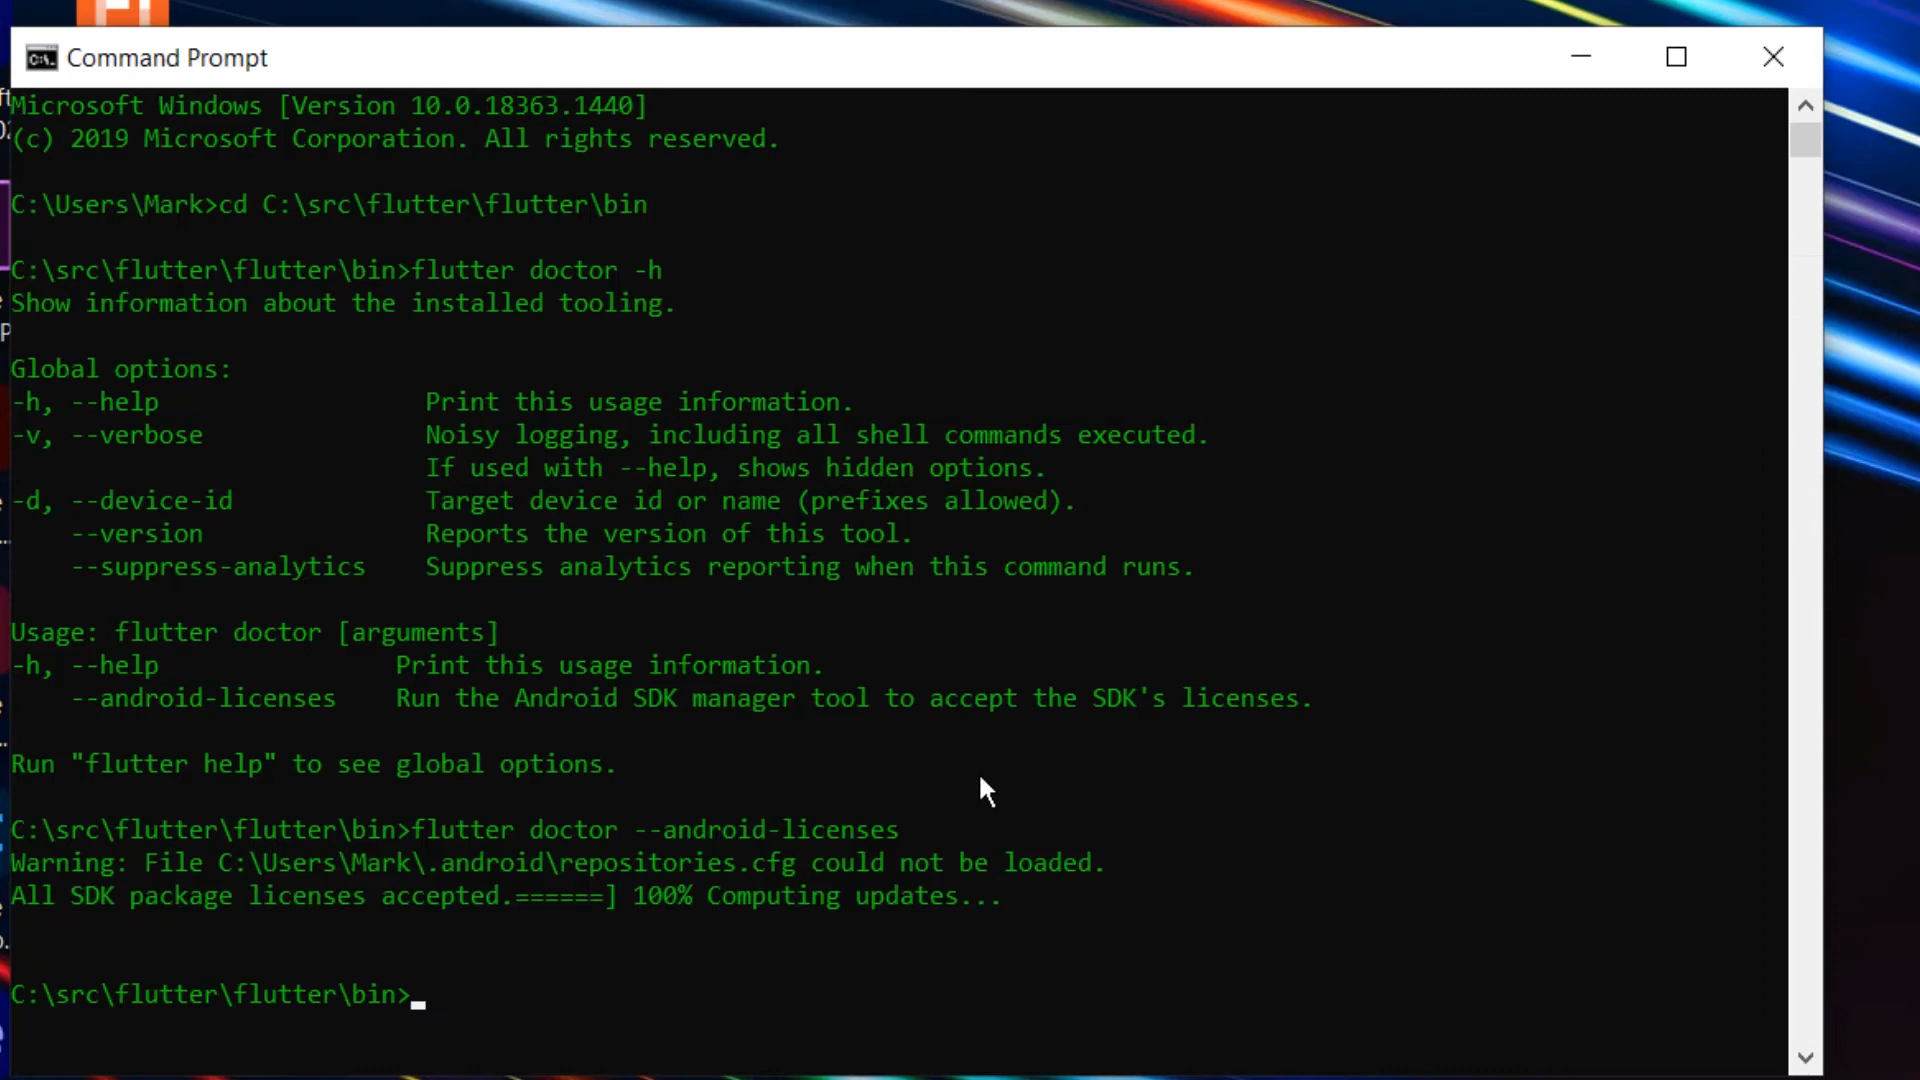 Command Prompt
Microsoft Windows [Version 10.0.18363.1440]
(c) 2019 Microsoft Corporation. All rights reserved.
C:\Users\Mark>cd C:\src\flutter\flutter\bin
C:\src\flutter\flutter\bin>flutter doctor -h
Show information about the installed tooling.
Global options:
-h, --help                  Print this usage information.
-v, --verbose               Noisy logging, including all shell commands executed.
                            If used with --help, shows hidden options.
-d, --device-id             Target device id or name (prefixes allowed).
    --version               Reports the version of this tool.
    --suppress-analytics    Suppress analytics reporting when this command runs.
Usage: flutter doctor [arguments]
-h, --help                Print this usage information.
    --android-licenses    Run the Android SDK manager tool to accept the SDK's licenses.
Run "flutter help" to see global options.
C:\src\flutter\flutter\bin>flutter doctor --android-licenses
Warning: File C:\Users\Mark\.android\repositories.cfg could not be loaded.
All SDK package licenses accepted.======] 100% Computing updates...
C:\src\flutter\flutter\bin>